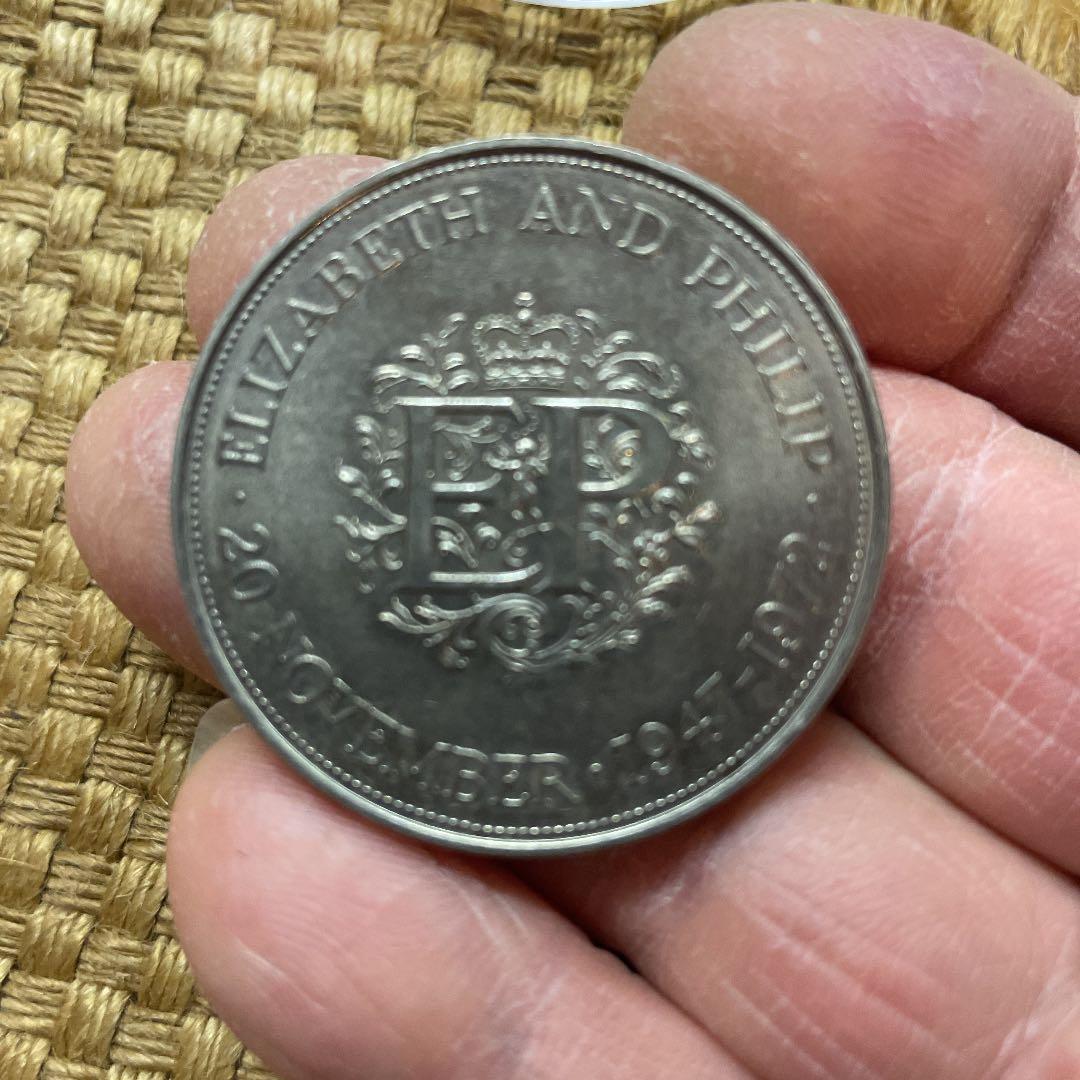 ELIZABETH AND PHILIP
20 NOVEMBER · 1947-1972
EP